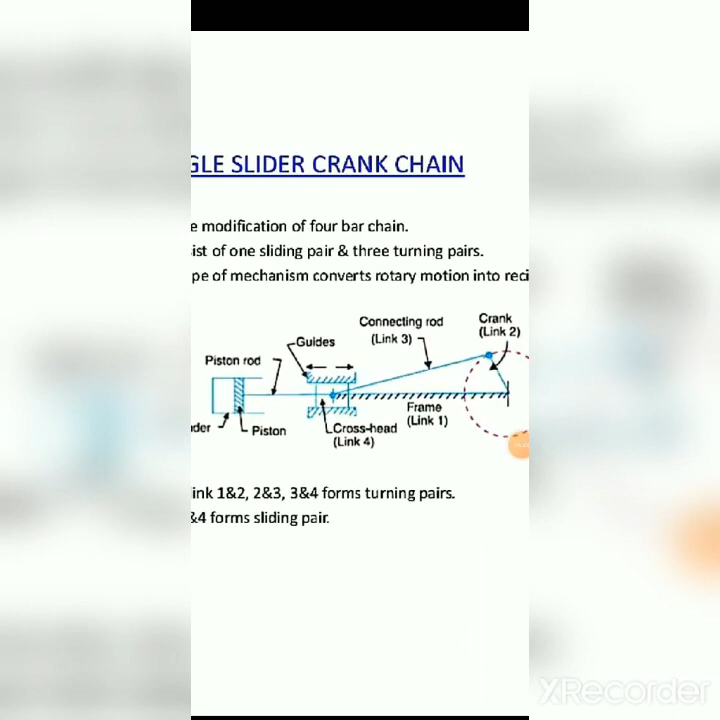 GLE SLIDER CRANK CHAIN
e modification of four bar chain.
ist of one sliding pair & three turning pairs.
pe of mechanism converts rotary motion into reci
Crank
(Link 2)
Connecting rod
(Link 3)
Guides
Piston rod
Frame
(Link 1)
nder
Piston
Cross-head
(Link 4)
ink 1&2, 2&3, 3&4 forms turning pairs.
&4 forms sliding pair.
XRecorder